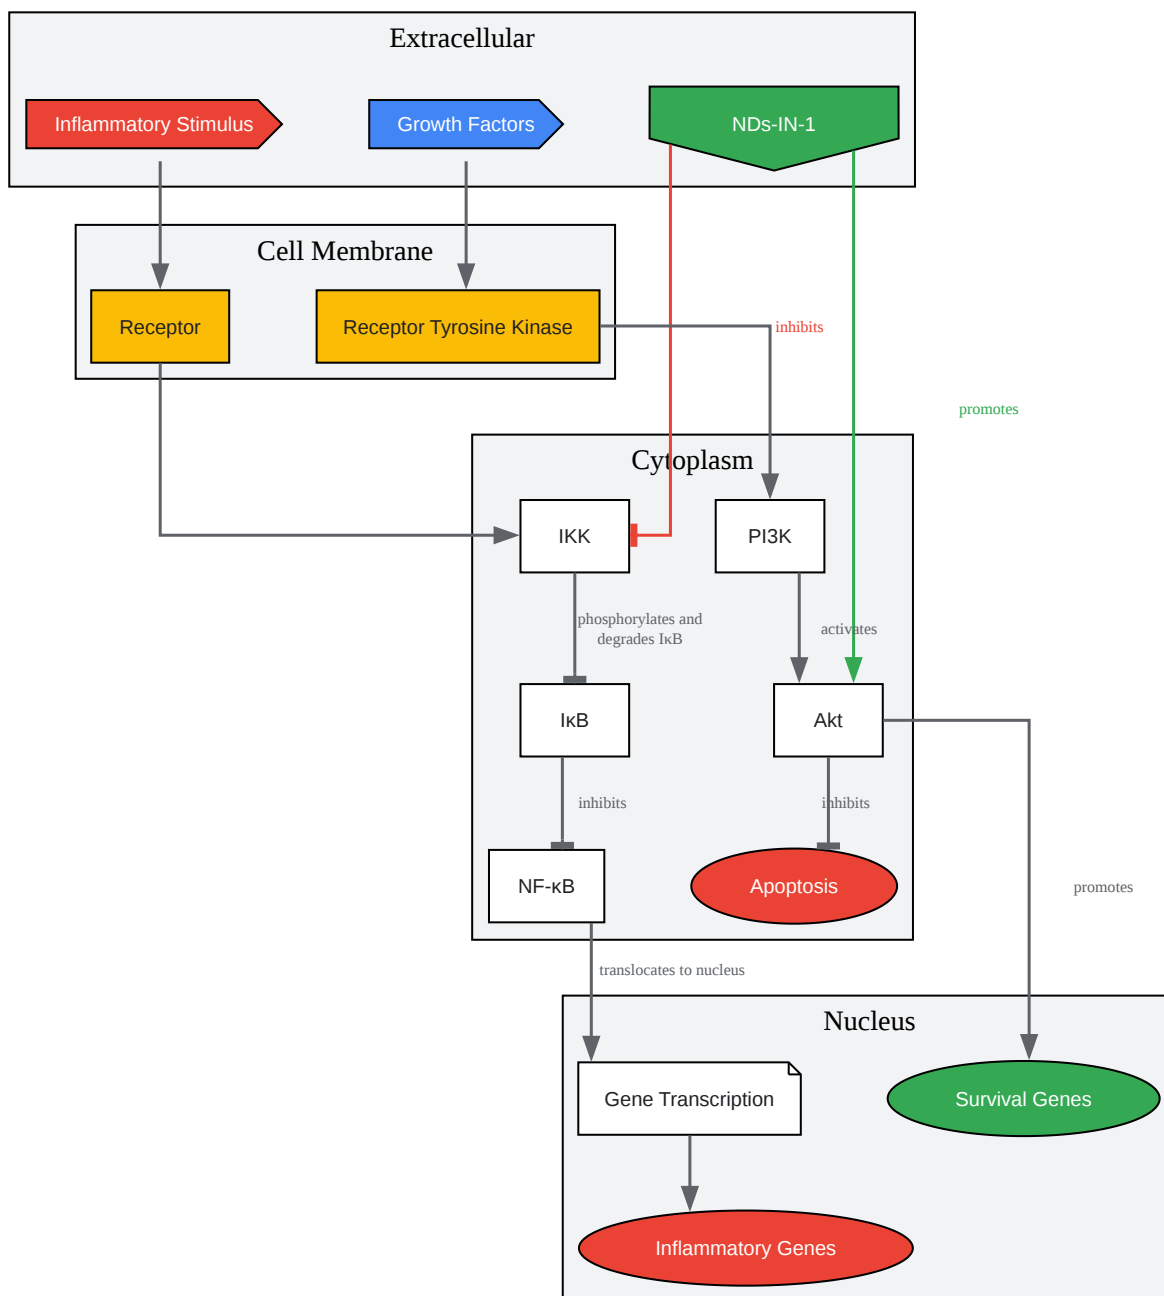 Extracellular
Inflammatory Stimulus
Growth Factors
NDs-IN-1
Cell Membrane
Receptor
Receptor Tyrosine Kinase
inhibits
promotes
Cytoplasm
IKK
PI3K
phosphorylates and
degrades IκB
activates
IκB
Akt
inhibits
inhibits
NF-κB
Apoptosis
promotes
translocates to nucleus
Nucleus
Gene Transcription
Survival Genes
Inflammatory Genes